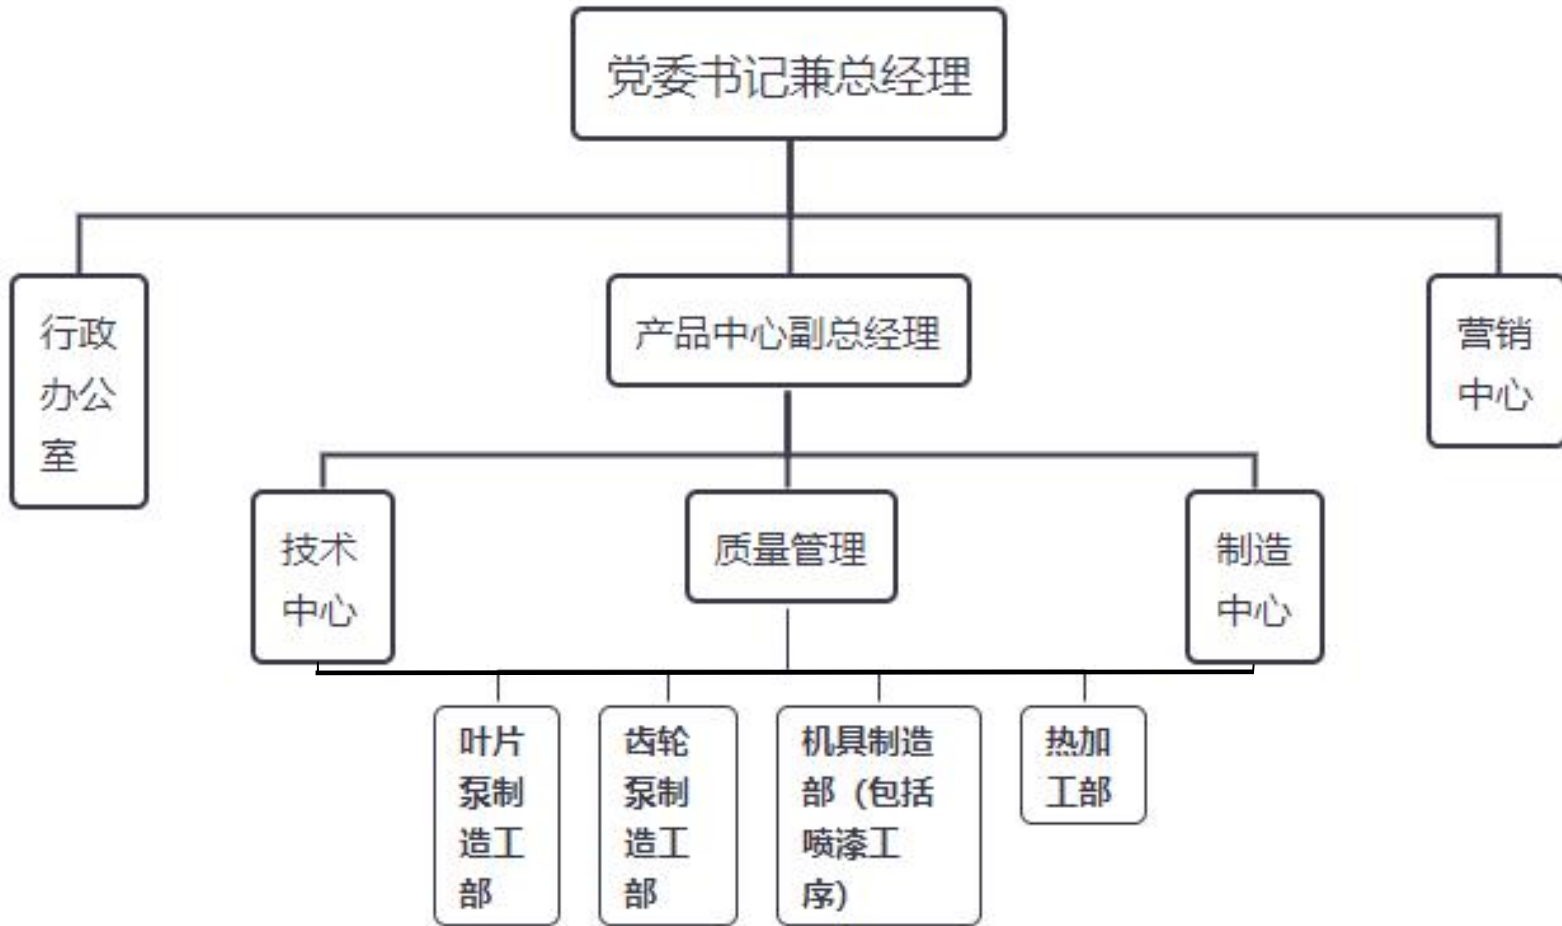 党委书记兼总经理
行政
办公
室
产品中心副总经理
营销
中心
技术
中心
质量管理
制造
中心
叶片
泵制
造工
部
齿轮
泵制
造工
部
机具制造
部（包括
喷漆工
序）
热加
工部